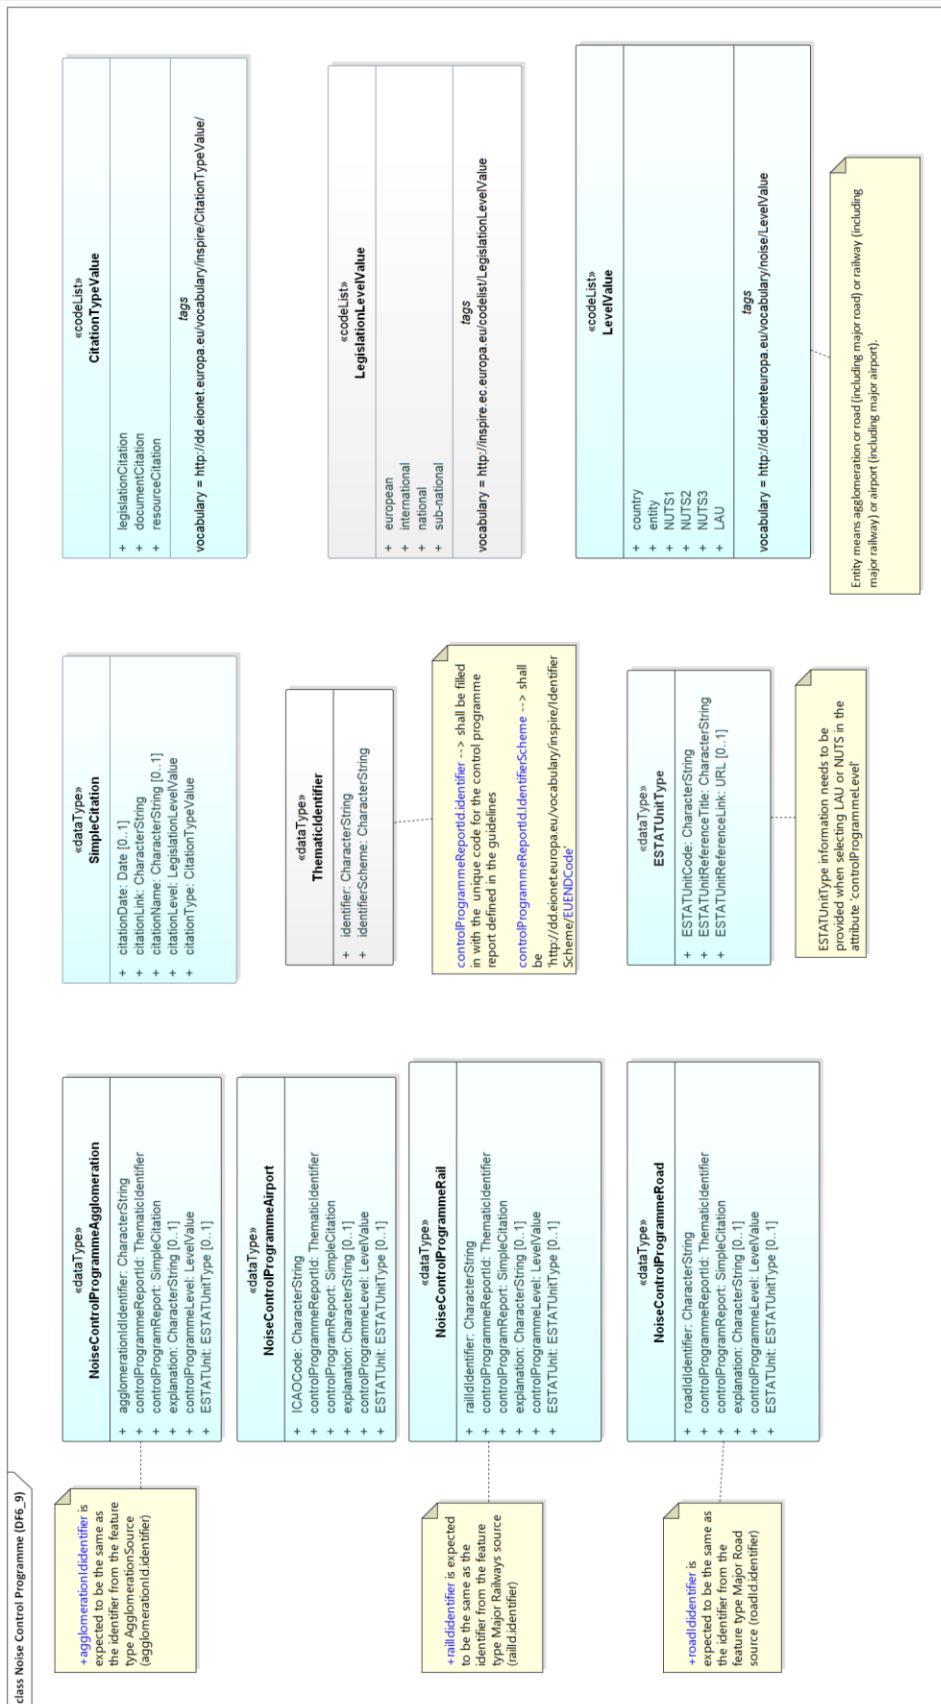 class Noise Control Programme (DF6_9)
+agglomerationIdidentifier is
expected to be the same as
the identifier from the feature
type AgglomerationSource
(agglomerationId.identifier)
«dataType»
NoiseControlProgrammeAgglomeration
+ agglomerationIdIdentifier: CharacterString
+ controlProgrammeReportId: ThematicIdentifier
+ controlProgramReport: SimpleCitation
+ explanation: CharacterString [0..1]
+ controlProgrammeLevel: LevelValue
+ ESTATUnit: ESTATUnitType [0..1]
«dataType»
SimpleCitation
+ citationDate: Date [0..1]
+ citationLink: CharacterString
+ citationName: CharacterString [0..1]
+ citationLevel: LegislationLevelValue
+ citationType: CitationTypeValue
«codeList»
CitationTypeValue
+ legislationCitation
+ documentCitation
+ resourceCitation
tags
vocabulary = http://dd.eionet.europa.eu/vocabulary/inspire/CitationTypeValue/
«dataType»
NoiseControlProgrammeAirport
+ ICAOCode: CharacterString
+ controlProgrammeReportId: ThematicIdentifier
+ controlProgramReport: SimpleCitation
+ explanation: CharacterString [0..1]
+ controlProgrammeLevel: LevelValue
+ ESTATUnit: ESTATUnitType [0..1]
«dataType»
ThematicIdentifier
+ identifier: CharacterString
+ identifierScheme: CharacterString
«codeList»
LegislationLevelValue
+ european
+ international
+ national
+ sub-national
tags
vocabulary = http://inspire.ec.europa.eu/codelist/LegislationLevelValue
+railIdidentifier is expected
to be the same as the
identifier from the feature
type Major Railways source
(railId.identifier)
«dataType»
NoiseControlProgrammeRail
+ railIdIdentifier: CharacterString
+ controlProgrammeReportId: ThematicIdentifier
+ controlProgramReport: SimpleCitation
+ explanation: CharacterString [0..1]
+ controlProgrammeLevel: LevelValue
+ ESTATUnit: ESTATUnitType [0..1]
controlProgrammeReportId.identifier --> shall be filled
in with the unique code for the control programme
report defined in the guidelines
controlProgrammeReportId.IdentifierScheme --> shall
be
'http://dd.eionet.europa.eu/vocabulary/inspire/Identifier
Scheme/EUENDCode'
«codeList»
LevelValue
+ country
+ entity
+ NUTS1
+ NUTS2
+ NUTS3
+ LAU
tags
vocabulary = http://dd.eioneteuropa.eu/vocabulary/noise/LevelValue
+roadIdidentifier is
expected to be the same as
the identifier from the
feature type Major Road
source (roadId.identifier)
«dataType»
NoiseControlProgrammeRoad
+ roadIdIdentifier: CharacterString
+ controlProgrammeReportId: ThematicIdentifier
+ controlProgramReport: SimpleCitation
+ explanation: CharacterString [0..1]
+ controlProgrammeLevel: LevelValue
+ ESTATUnit: ESTATUnitType [0..1]
«dataType»
ESTATUnitType
+ ESTATUnitCode: CharacterString
+ ESTATUnitReferenceTitle: CharacterString
+ ESTATUnitReferenceLink: URL [0..1]
ESTATUnitType information needs to be
provided when selecting LAU or NUTS in the
attribute 'controlProgrammeLevel'
Entity means agglomeration or road (including major road) or railway (including
major railway) or airport (including major airport).